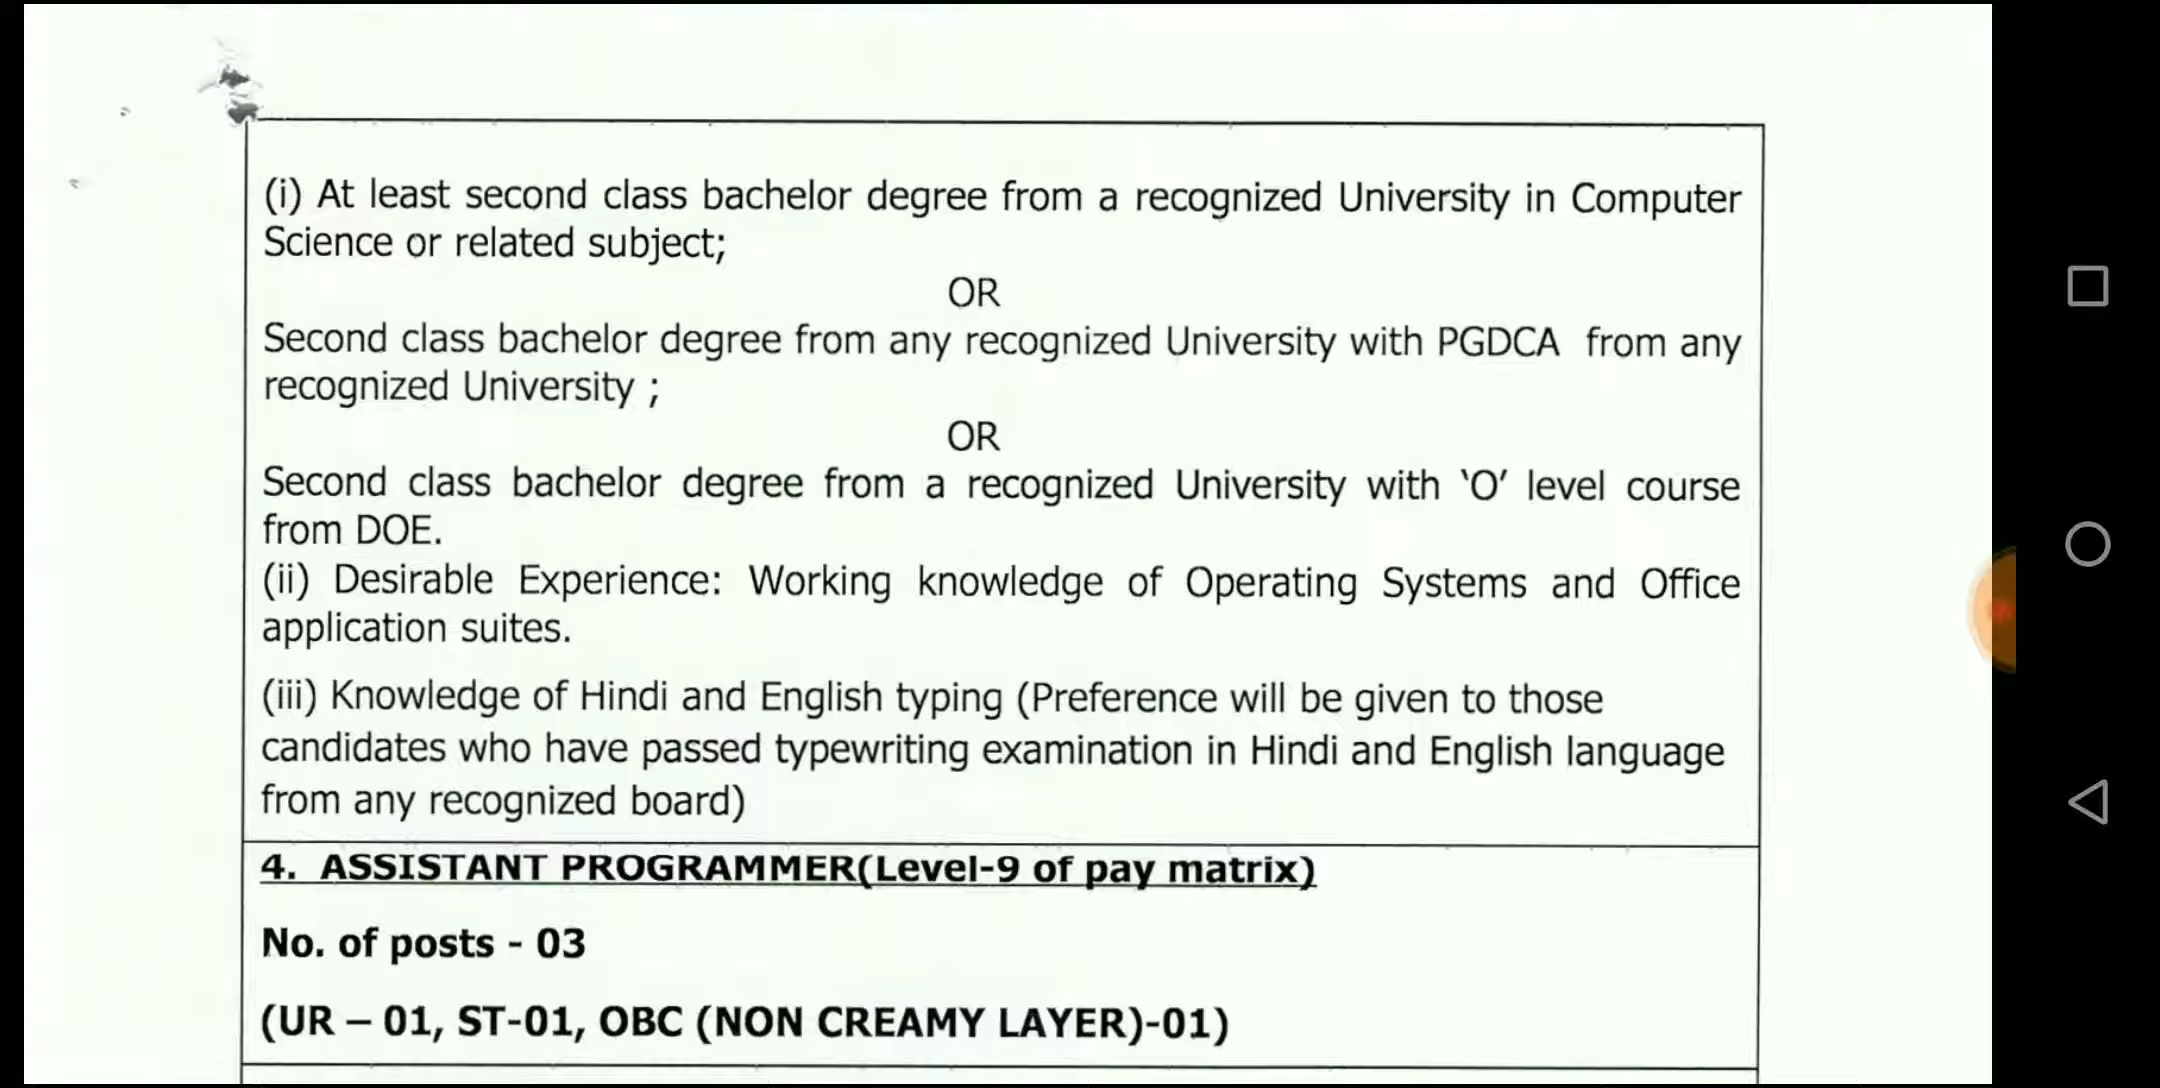 (i) At least second class bachelor degree from a recognized University in Computer
Science or related subject;
OR
Second class bachelor degree from any recognized University with PGDCA from any
recognized University ;
OR
Second class bachelor degree from a recognized University with ‘O’ level course
from DOE.
(ii) Desirable Experience: Working knowledge of Operating Systems and Office
application suites.
(iii) Knowledge of Hindi and English typing (Preference will be given to those
candidates who have passed typewriting examination in Hindi and English language
from any recognized board)
4. ASSISTANT PROGRAMMER(Level-9 of pay matrix)
No. of posts - 03
(UR – 01, ST-01, OBC (NON CREAMY LAYER)-01)